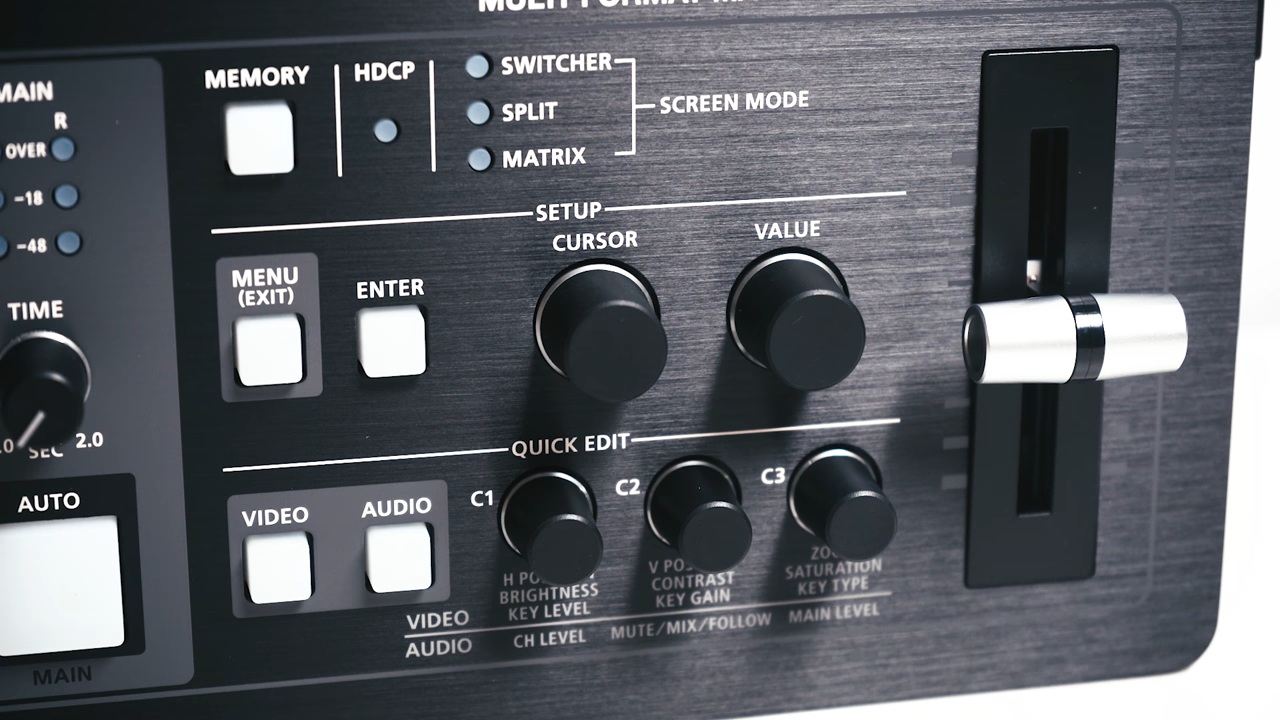 MULTI-FORMAT
MAIN
R
OVER
-18
-48
TIME
2.0
SEC
AUTO
MAIN
MEMORY
HDCP
SWITCHER
SPLIT
MATRIX
SCREEN MODE
SETUP
MENU
(EXIT)
ENTER
CURSOR
VALUE
QUICK EDIT
VIDEO
AUDIO
C1
C2
C3
BRIGHTNESS
KEY LEVEL
CONTRAST
KEY GAIN
SATURATION
KEY TYPE
VIDEO
AUDIO
CH LEVEL
MUTE/MIX/FOLLOW
MAIN LEVEL